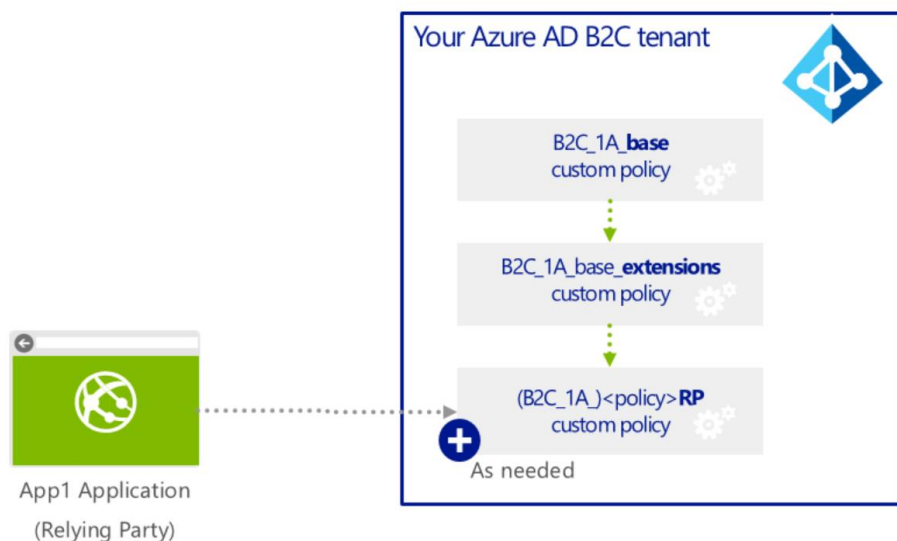 Your Azure AD B2C tenant
B2C_1A_base
custom policy
B2C_1A_base_extensions
custom policy
(B2C_1A_)<policy>RP
custom policy
As needed
App1 Application
(Relying Party)